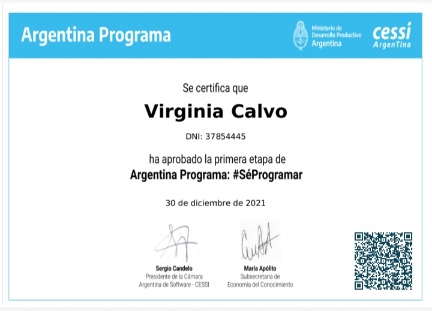 Argentina Programa
Ministerio de
Desarrollo Productivo
Argentina
cessi
ArgenTina
Se certifica que
Virginia Calvo
DNI: 37854445
ha aprobado la primera etapa de
Argentina Programa: #SéProgramar
30 de diciembre de 2021
Sergio Candelo
Presidente de la Cámara
Argentina de Software - CESSI
María Apólito
Subsecretaria de
Economía del Conocimiento